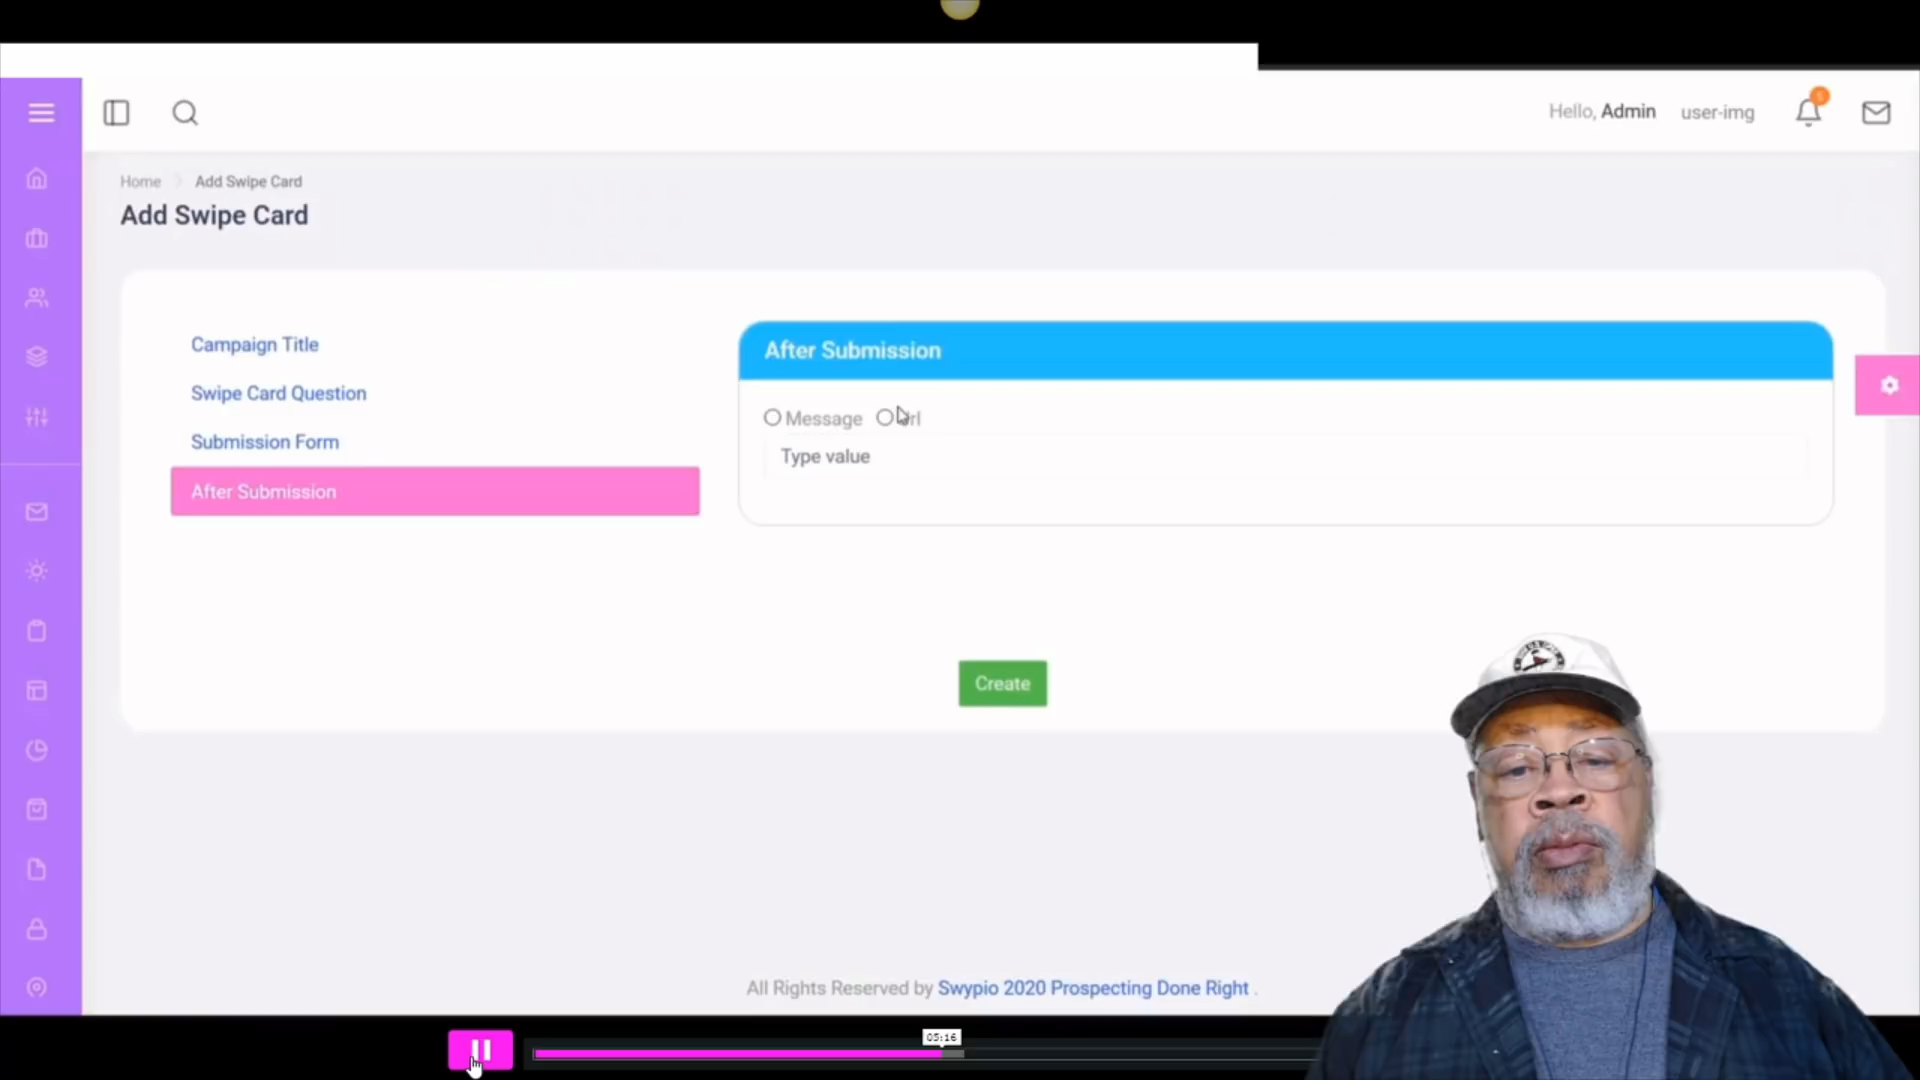 Hello, Admin user-img
Home Add Swipe Card
Add Swipe Card
Campaign Title
Swipe Card Question
Submission Form
After Submission
After Submission
Message
Type value
Create
All Rights Reserved by Swypio 2020 Prospecting Done Right .
05:16